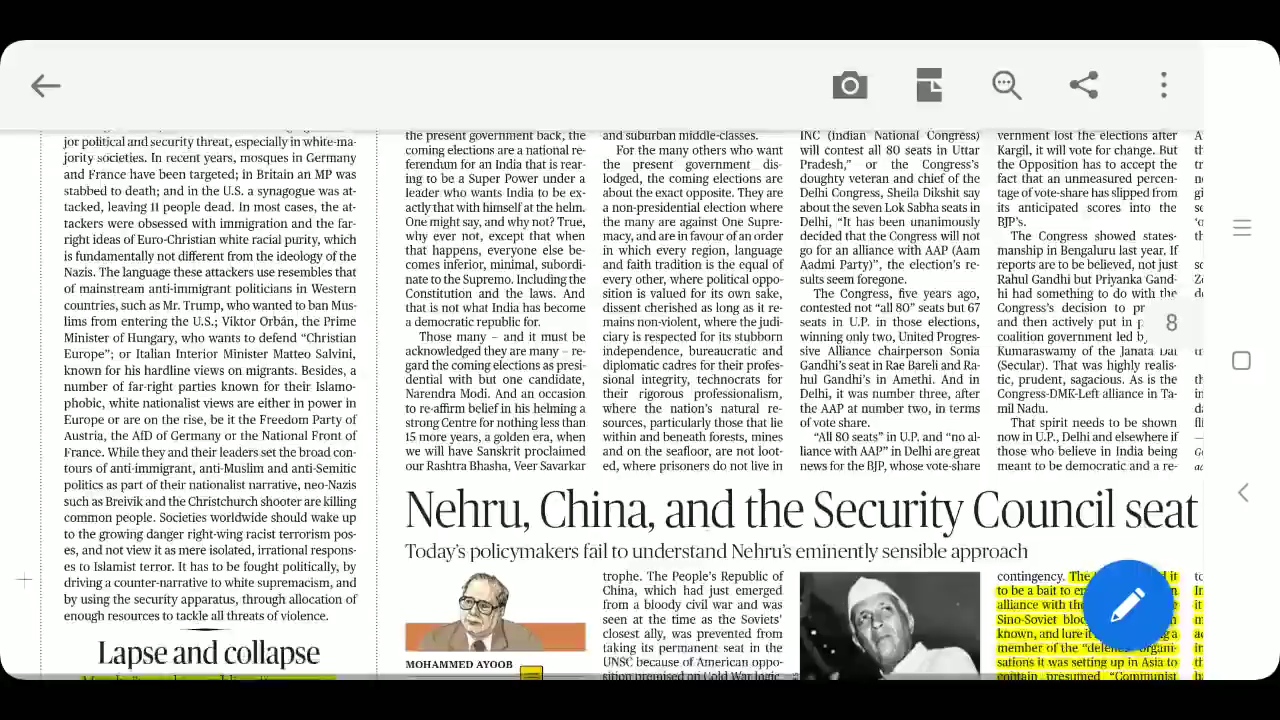 jor political and security threat, especially in white-ma-
jority societies. In recent years, mosques in Germany
and France have been targeted; in Britain an MP was
stabbed to death; and in the U.S. a synagogue was at-
tacked, leaving 11 people dead. In most cases, the at-
tackers were obsessed with immigration and the far-
right ideas of Euro-Christian white racial purity, which
is fundamentally not different from the ideology of the
Nazis. The language these attackers use resembles that
of mainstream anti-immigrant politicians in Western
countries, such as Mr. Trump, who wanted to ban Mus-
lims from entering the U.S.; Viktor Orbán, the Prime
Minister of Hungary, who wants to defend “Christian
Europe”; or Italian Interior Minister Matteo Salvini,
known for his hardline views on migrants. Besides, a
number of far-right parties known for their Islamo-
phobic, white nationalist views are either in power in
Europe or are on the rise, be it the Freedom Party of
Austria, the AfD of Germany or the National Front of
France. While they and their leaders set the broad con-
tours of anti-immigrant, anti-Muslim and anti-Semitic
politics as part of their nationalist narrative, neo-Nazis
such as Breivik and the Christchurch shooter are killing
common people. Societies worldwide should wake up
to the growing danger right-wing racist terrorism pos-
es, and not view it as mere isolated, irrational respons-
es to Islamist terror. It has to be fought politically, by
driving a counter-narrative to white supremacism, and
by using the security apparatus, through allocation of
enough resources to tackle all threats of violence.
Lapse and collapse
the present government back, the
coming elections are a national re-
ferendum for an India that is rear-
ing to be a Super Power under a
leader who wants India to be ex-
actly that with himself at the helm.
One might say, and why not? True,
why ever not, except that when
that happens, everyone else be-
comes inferior, minimal, subordi-
nate to the Supremo. Including the
Constitution and the laws. And
that is not what India has become
a democratic republic for.
Those many – and it must be
acknowledged they are many – re-
gard the coming elections as presi-
dential with but one candidate,
Narendra Modi. And an occasion
to re-affirm belief in his helming a
strong Centre for nothing less than
15 more years, a golden era, when
we will have Sanskrit proclaimed
our Rashtra Bhasha, Veer Savarkar
and suburban middle-classes.
For the many others who want
the present government dis-
lodged, the coming elections are
about the exact opposite. They are
a non-presidential election where
the many are against One Supre-
macy, and are in favour of an order
in which every region, language
and faith tradition is the equal of
every other, where political oppo-
sition is valued for its own sake,
dissent cherished as long as it re-
mains non-violent, where the judi-
ciary is respected for its stubborn
independence, bureaucratic and
diplomatic cadres for their profes-
sional integrity, technocrats for
their rigorous professionalism,
where the nation’s natural re-
sources, particularly those that lie
within and beneath forests, mines
and on the seafloor, are not loot-
ed, where prisoners do not live in
INC (Indian National Congress)
will contest all 80 seats in Uttar
Pradesh,” or the Congress’s
doughty veteran and chief of the
Delhi Congress, Sheila Dikshit say
about the seven Lok Sabha seats in
Delhi, “It has been unanimously
decided that the Congress will not
go for an alliance with AAP (Aam
Aadmi Party)”, the election’s re-
sults seem foregone.
The Congress, five years ago,
contested not “all 80” seats but 67
seats in U.P. in those elections,
winning only two, United Progres-
sive Alliance chairperson Sonia
Gandhi’s seat in Rae Bareli and Ra-
hul Gandhi’s in Amethi. And in
Delhi, it was number three, after
the AAP at number two, in terms
of vote share.
“All 80 seats” in U.P. and “no al-
liance with AAP” in Delhi are great
news for the BJP, whose vote-share
vernment lost the elections after
Kargil, it will vote for change. But
the Opposition has to accept the
fact that an unmeasured percen-
tage of vote-share has slipped from
its anticipated scores into the
BJP’s.
The Congress showed states-
manship in Bengaluru last year. If
reports are to be believed, not just
Rahul Gandhi but Priyanka Gand-
hi had something to do with the
Congress’s decision to
and then actively put in
coalition government led
Kumaraswamy of the Janata Dal
(Secular). That was highly realis-
tic, prudent, sagacious. As is the
Congress-DMK-Left alliance in Ta-
mil Nadu.
That spirit needs to be shown
now in U.P., Delhi and elsewhere if
those who believe in India being
meant to be democratic and a re-
8
Nehru, China, and the Security Council seat
Today’s policymakers fail to understand Nehru’s eminently sensible approach
MOHAMMED AYOOB
trophe. The People’s Republic of
China, which had just emerged
from a bloody civil war and was
seen at the time as the Soviets’
closest ally, was prevented from
taking its permanent seat in the
UNSC because of American oppo-
sition premised on Cold War logic.
contingency. The it
to be a bait to
alliance with the
Sino-Soviet
known, and lure it a
member of the “defence” organi-
sations it was setting up in Asia to
contain presumed “Communist